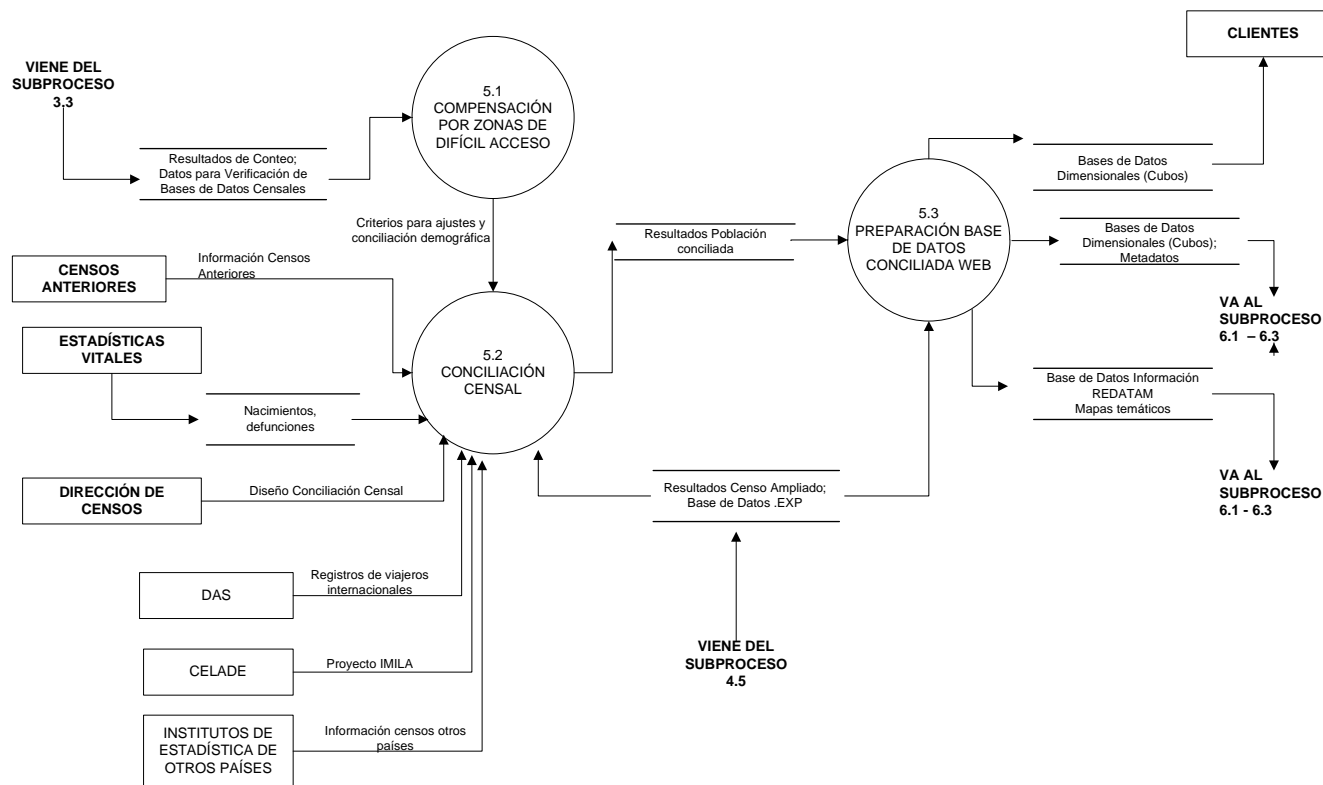 VIENE DEL
SUBPROCESO
3.3
Resultados de Conteo;
Datos para Verificación de
Bases de Datos Censales
5.1
COMPENSACIÓN
POR ZONAS DE
DIFÍCIL ACCESO
Criterios para ajustes y
conciliación demográfica
CENSOS
ANTERIORES
Información Censos
Anteriores
ESTADÍSTICAS
VITALES
Nacimientos,
defunciones
DIRECCIÓN DE
CENSOS
Diseño Conciliación Censal
DAS
Registros de viajeros
internacionales
CELADE
Proyecto IMILA
INSTITUTOS DE
ESTADÍSTICA DE
OTROS PAÍSES
Información censos otros
países
5.2
CONCILIACIÓN
CENSAL
Resultados Población
conciliada
Resultados Censo Ampliado;
Base de Datos .EXP
VIENE DEL
SUBPROCESO
4.5
5.3
PREPARACIÓN BASE
DE DATOS
CONCILIADA WEB
CLIENTES
Bases de Datos
Dimensionales (Cubos)
Bases de Datos
Dimensionales (Cubos);
Metadatos
VA AL
SUBPROCESO
6.1 – 6.3
Base de Datos Información
REDATAM
Mapas temáticos
VA AL
SUBPROCESO
6.1 - 6.3